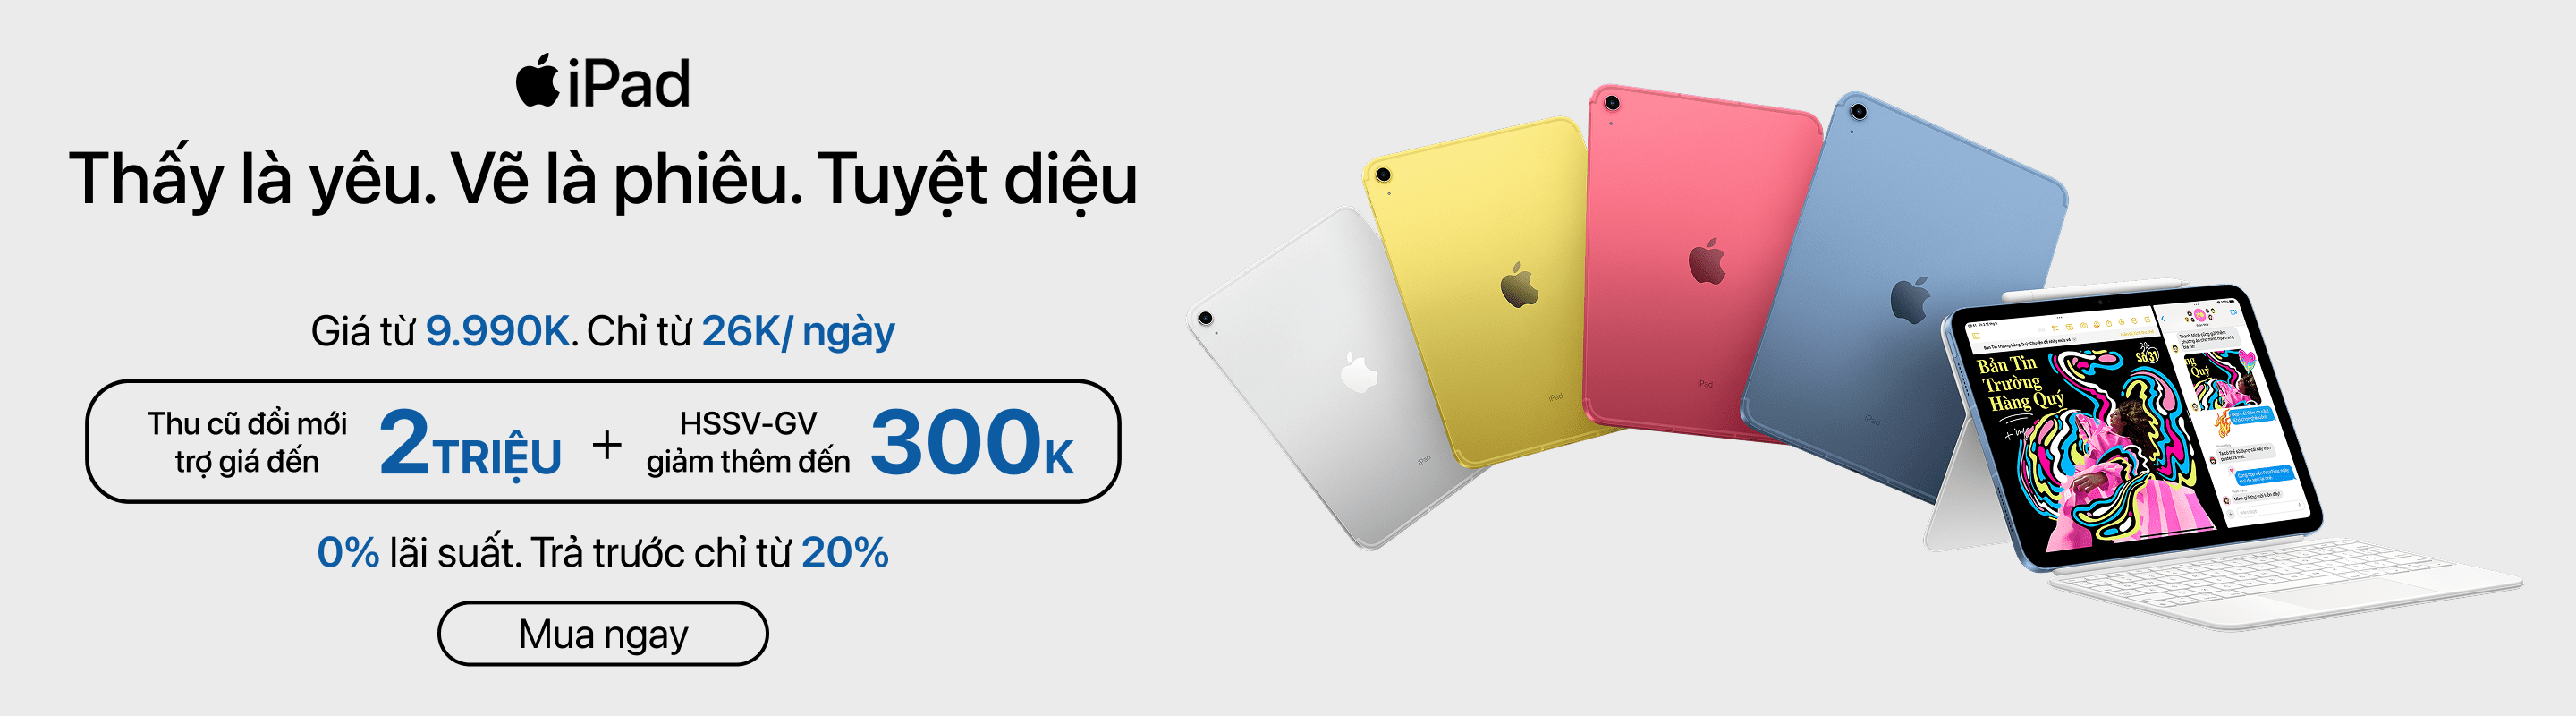 iPad
Thấy là yêu. Vẽ là phiêu. Tuyệt diệu
Giá từ 9.990K. Chỉ từ 26K/ ngày
Thu cũ đổi mới
trợ giá đến
2 TRIỆU
+
HSSV-GV
giảm thêm đến
300K
0% lãi suất. Trả trước chỉ từ 20%
Mua ngay
iPad
iPad
iPad
iPad
Bản Tin
Trường
Hàng Quý
Số 31